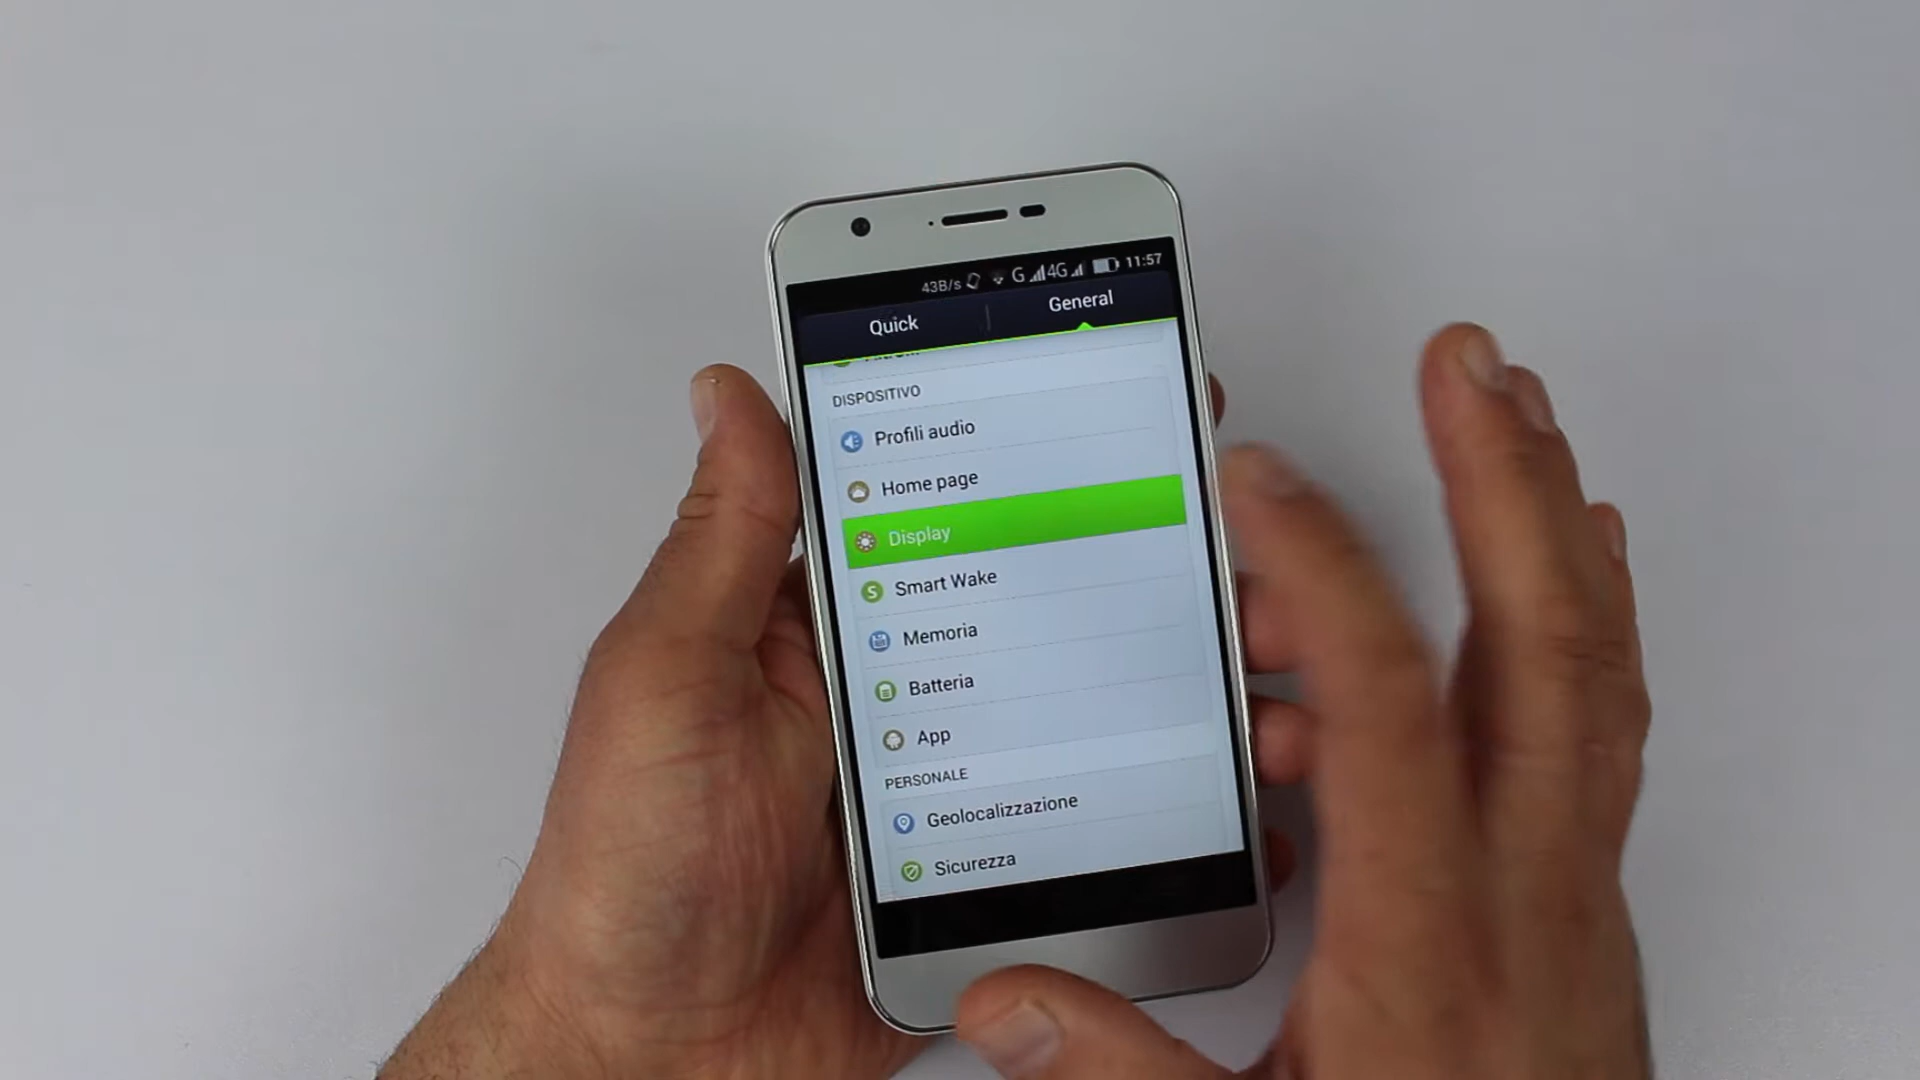 43B/s G 4G 11:57
Quick General
DISPOSITIVO
Profili audio
Home page
Display
S Smart Wake
Memoria
Batteria
App
PERSONALE
Geolocalizzazione
Sicurezza